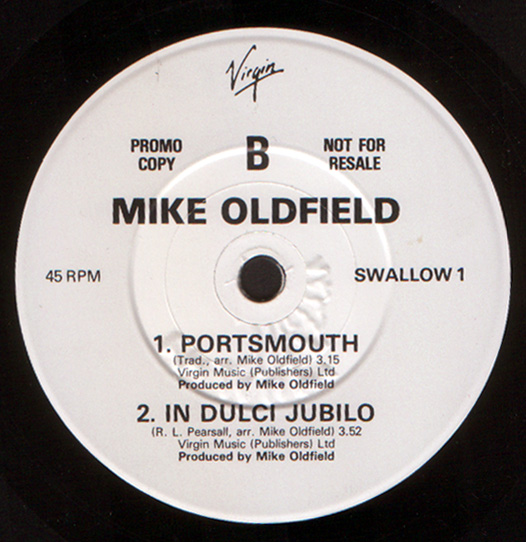 Virgin
PROMO COPY
B
NOT FOR RESALE
MIKE OLDFIELD
45 RPM
SWALLOW 1
1. PORTSMOUTH
(Trad., arr. Mike Oldfield) 3.15
Virgin Music (Publishers) Ltd
Produced by Mike Oldfield
2. IN DULCI JUBILO
(R. L. Pearsall, arr. Mike Oldfield) 3.52
Virgin Music (Publishers) Ltd
Produced by Mike Oldfield